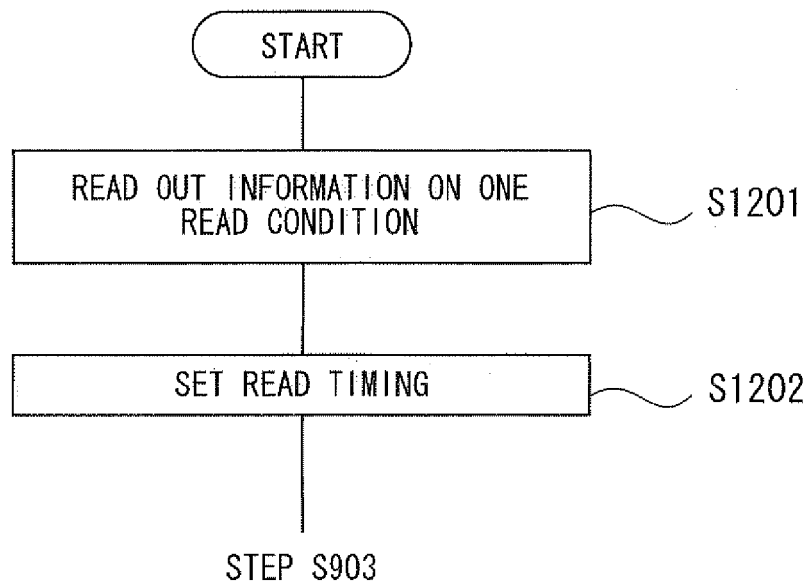 START
READ OUT INFORMATION ON ONE
READ CONDITION
S1201
SET READ TIMING
S1202
STEP S903